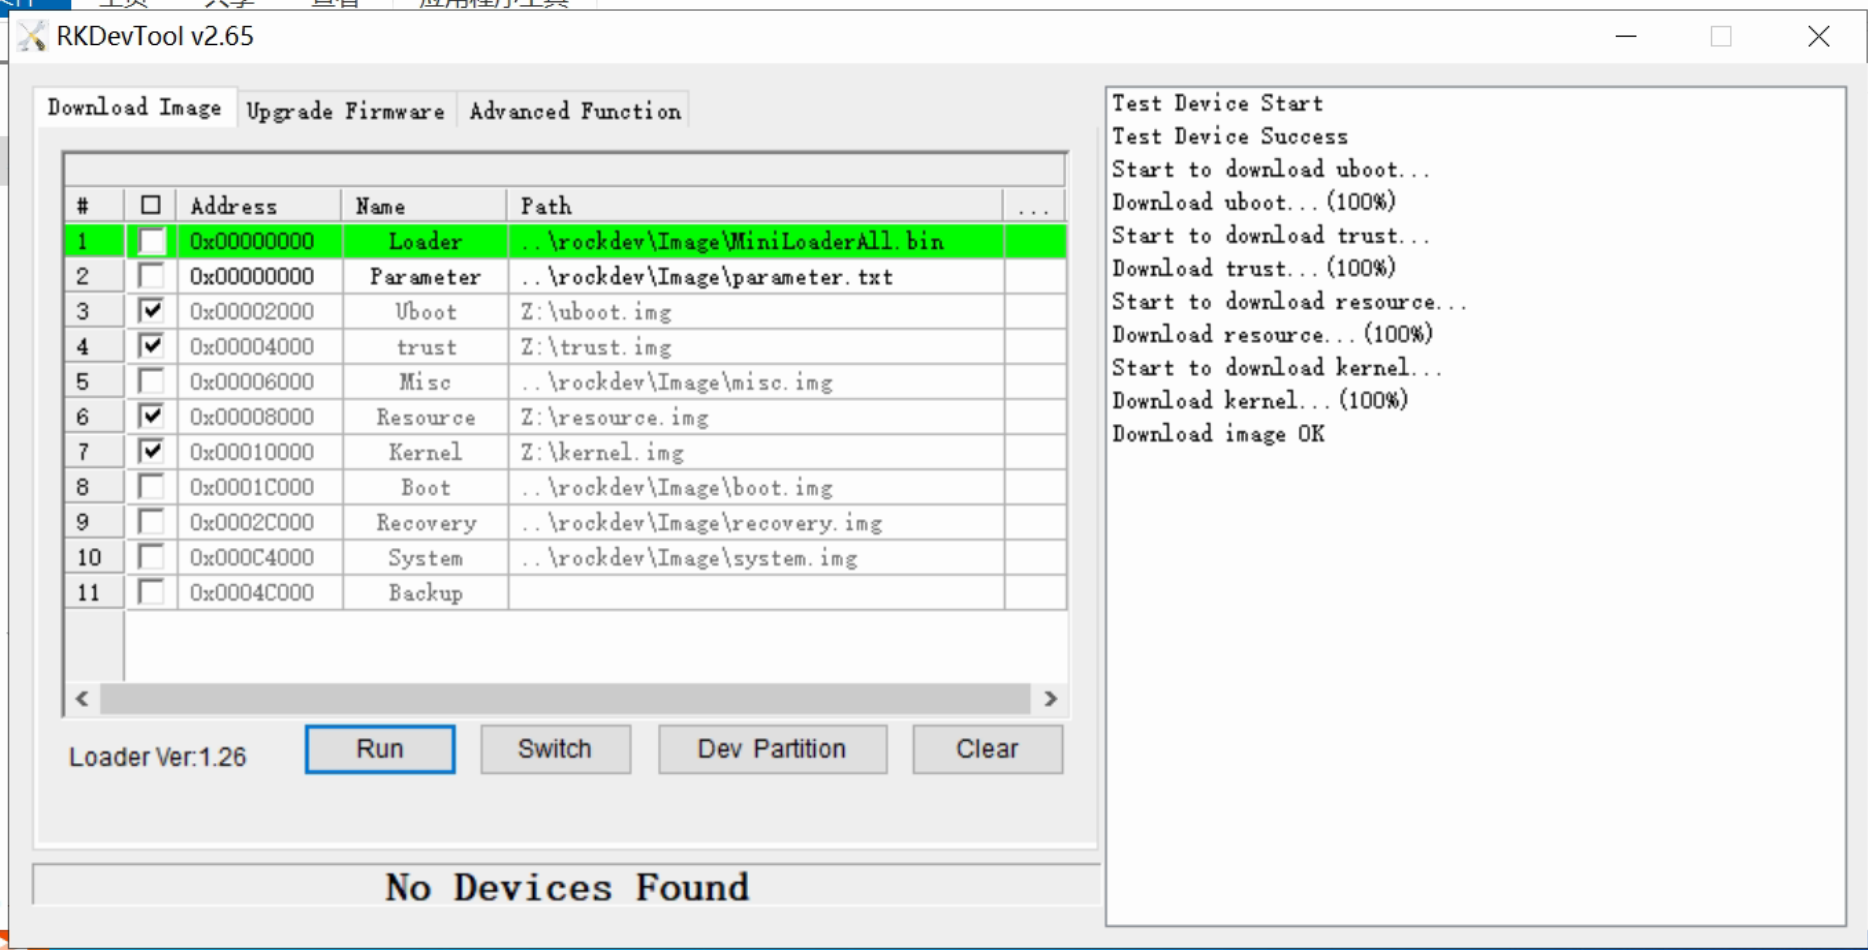 RKDevTool v2.65
Download Image Upgrade Firmware Advanced Function
# Address Name Path ...
1 0x00000000 Loader ..\rockdev\Image\MiniLoaderAll.bin
2 0x00000000 Parameter ..\rockdev\Image\parameter.txt
3 0x00002000 Uboot Z:\uboot.img
4 0x00004000 trust Z:\trust.img
5 0x00006000 Misc ..\rockdev\Image\misc.img
6 0x00008000 Resource Z:\resource.img
7 0x00010000 Kernel Z:\kernel.img
8 0x0001C000 Boot ..\rockdev\Image\boot.img
9 0x0002C000 Recovery ..\rockdev\Image\recovery.img
10 0x000C4000 System ..\rockdev\Image\system.img
11 0x0004C000 Backup
Loader Ver:1.26 Run Switch Dev Partition Clear
No Devices Found
Test Device Start
Test Device Success
Start to download uboot...
Download uboot...(100%)
Start to download trust...
Download trust...(100%)
Start to download resource...
Download resource...(100%)
Start to download kernel...
Download kernel...(100%)
Download image OK